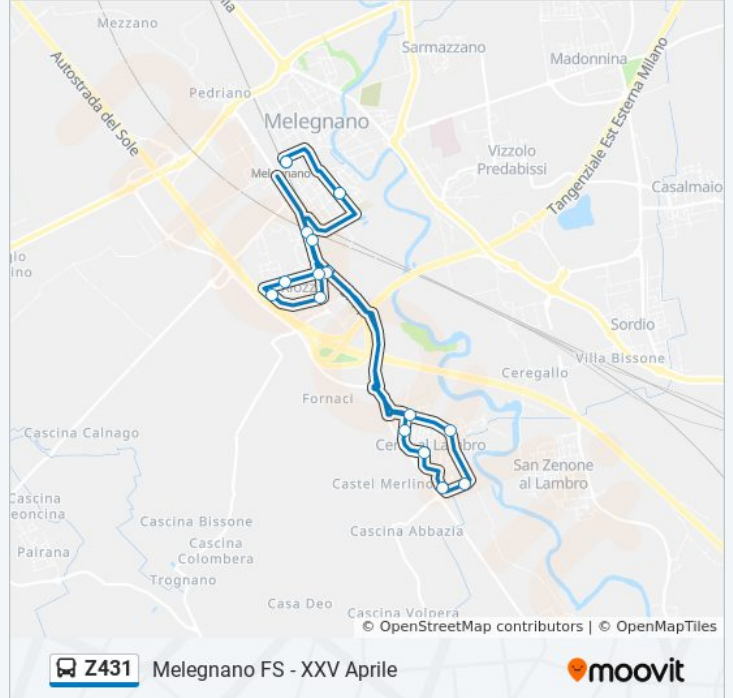 Mezzano
Sarmazzano
Autostrada del Sole
Madonnina
Pedriano
Melegnano
Tangenziale Est Esterna Milano
Vizzolo
Predabissi
Casalmaio
Sordio
Villa Bissone
Ceregallo
Fornaci
Cascina Calnago
San Zenone
al Lambro
Castel Merlino
Cascina Bissone
Cascina Abbazia
Cascina
Colombera
Pairana
Trognano
Casa Deo
Cascina Volpera
© OpenStreetMap contributors | © OpenMapTiles
Z431 Melegnano FS - XXV Aprile
moovit